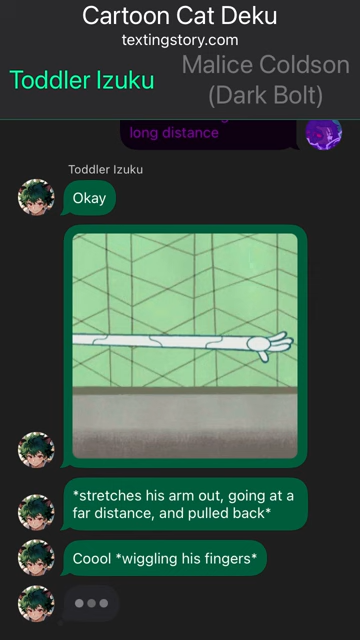 Cartoon Cat Deku
textingstory.com
Toddler Izuku
Malice Coldson
(Dark Bolt)
long distance
Toddler Izuku
Okay
*stretches his arm out, going at a
far distance, and pulled back*
Coool *wiggling his fingers*